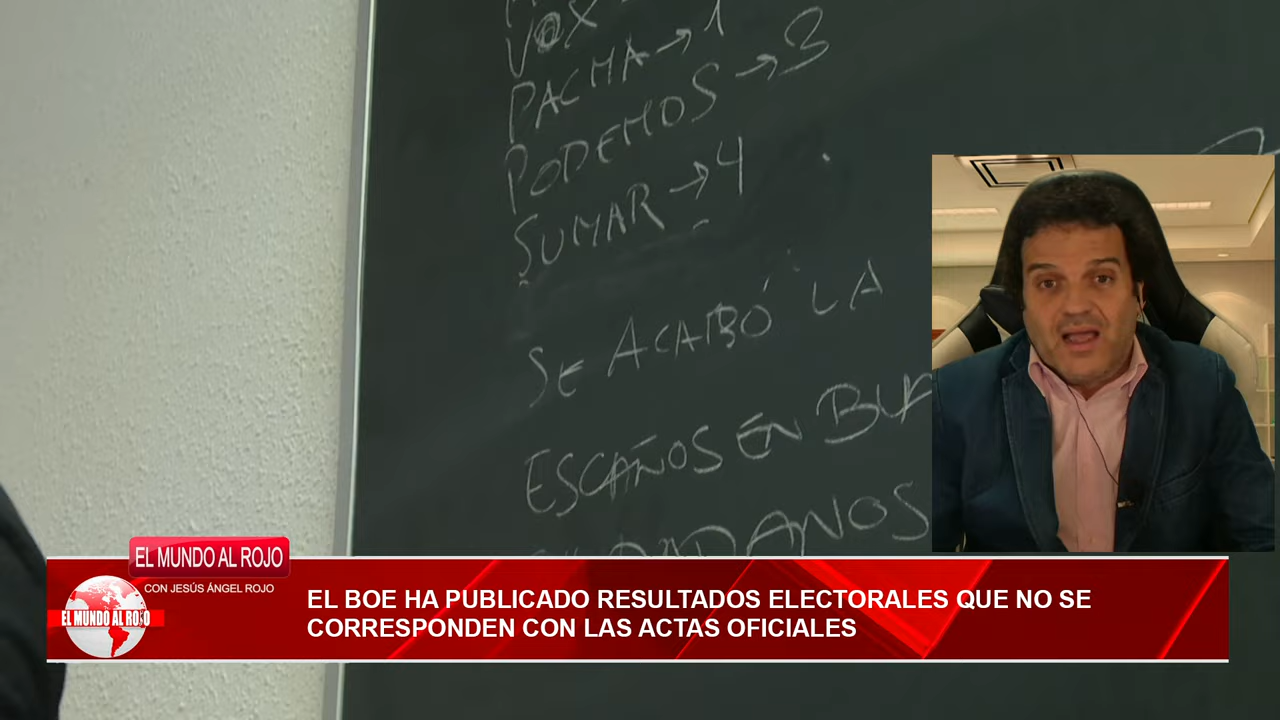 VOX
PACMA → 1
PODEMOS → 3
SUMAR → 4
SE ACABÓ LA
ESCAÑOS EN
EL MUNDO AL ROJO
CON JESÚS ÁNGEL ROJO
EL MUNDO AL ROJO
EL BOE HA PUBLICADO RESULTADOS ELECTORALES QUE NO SE
CORRESPONDEN CON LAS ACTAS OFICIALES